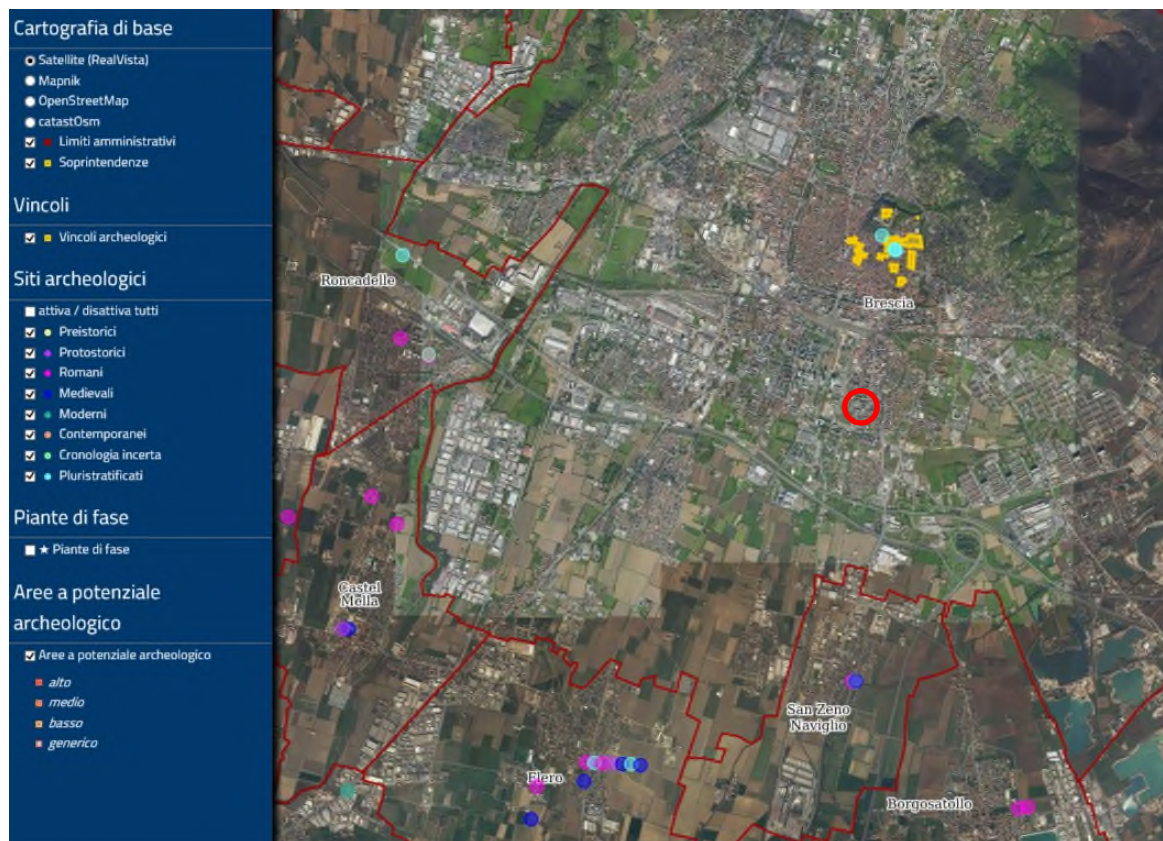 Cartografia di base
Satellite (RealVista)
Mapnik
OpenStreetMap
catastOsm
Limiti amministrativi
Soprintendenze
Vincoli
Vincoli archeologici
Siti archeologici
attiva / disattiva tutti
Preistorici
Protostorici
Romani
Medievali
Moderni
Contemporanei
Cronologia incerta
Pluristratificati
Piante di fase
★ Piante di fase
Aree a potenziale
archeologico
Aree a potenziale archeologico
alto
medio
basso
generico
Roncadelle
Brescia
Castel
Mella
San Zeno
Naviglio
Flero
Borgosatollo